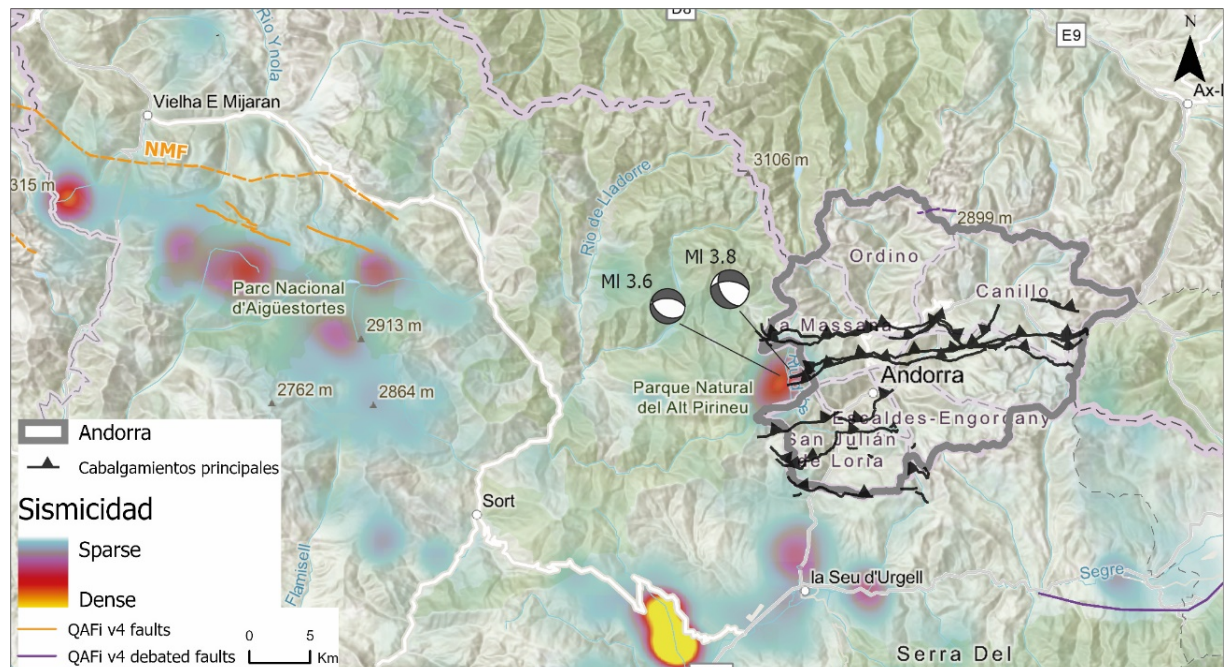 D8
E9
N
Río Ynola
Ax-l
Vielha E Mijaran
NMF
3106 m
315 m
Rio de Lladorre
2899 m
Ordino
Ml 3.8
Ml 3.6
Canillo
Parc Nacional
d'Aigüestortes
La Massana
2913 m
Parque Natural
del Alt Pirineu
Andorra
2762 m
2864 m
Escaldes-Engordany
San Julián
de Loria
Andorra
Cabalgamientos principales
Sismicidad
Sparse
Dense
QAFi v4 faults
QAFi v4 debated faults
0 5
Km
Sort
Flamisell
la Seu d'Urgell
Segre
Serra Del